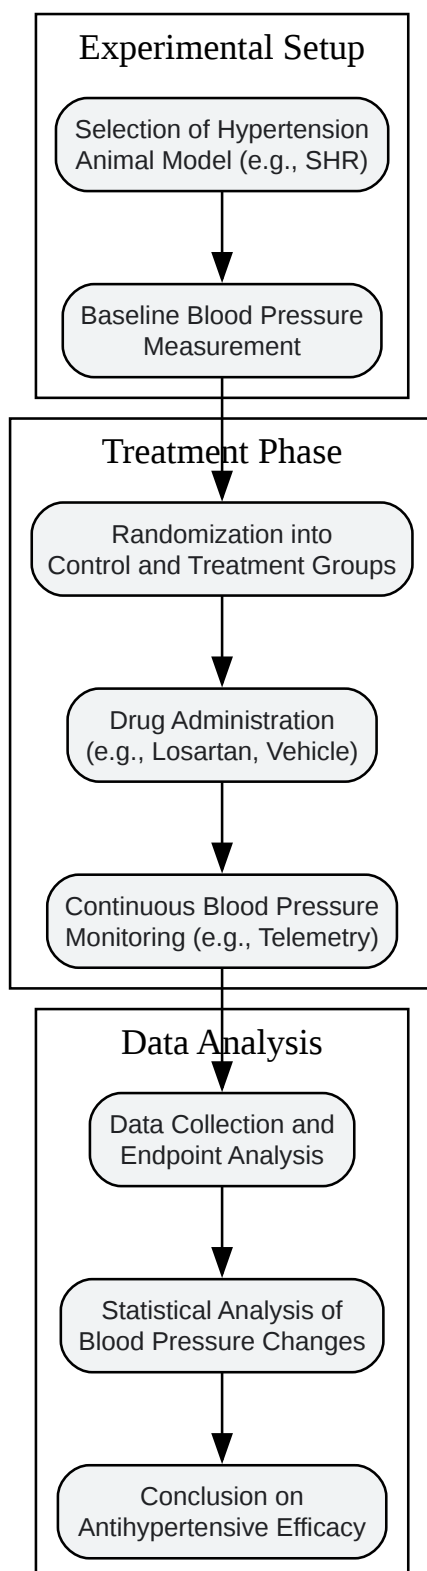 Experimental Setup
Selection of Hypertension
Animal Model (e.g., SHR)
Baseline Blood Pressure
Measurement
Treatment Phase
Randomization into
Control and Treatment Groups
Drug Administration
(e.g., Losartan, Vehicle)
Continuous Blood Pressure
Monitoring (e.g., Telemetry)
Data Analysis
Data Collection and
Endpoint Analysis
Statistical Analysis of
Blood Pressure Changes
Conclusion on
Antihypertensive Efficacy